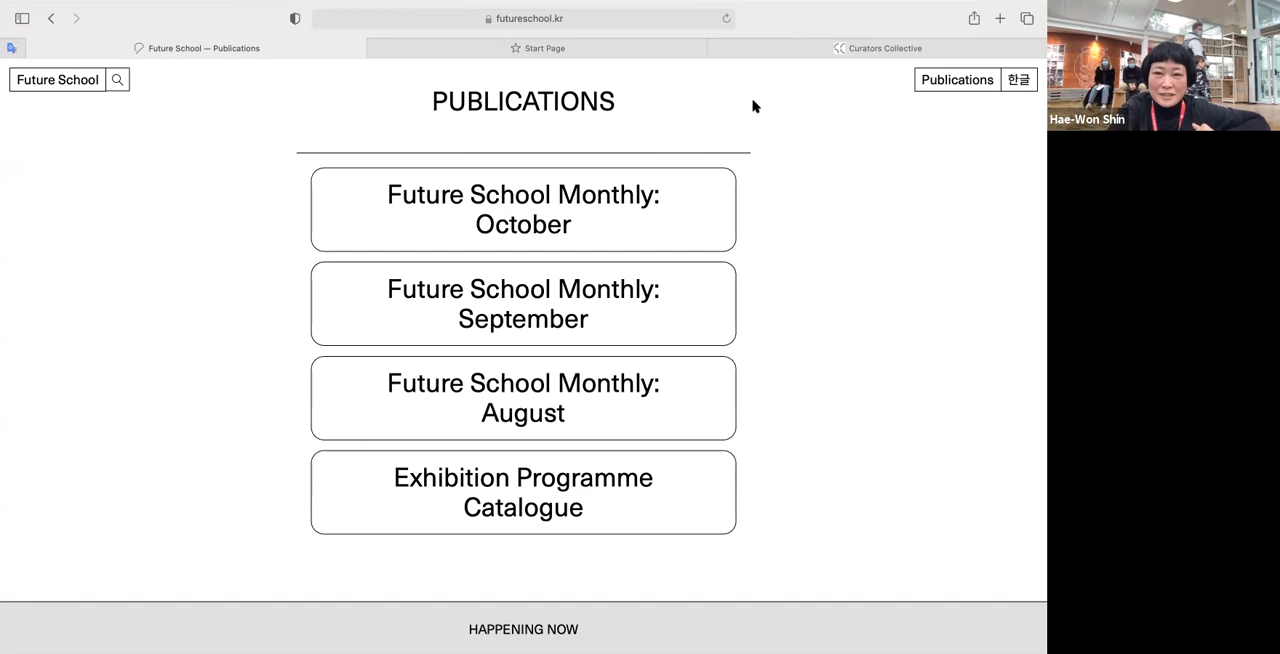 futureschool.kr
Future School — Publications
Start Page
Curators Collective
Future School
Publications
한글
PUBLICATIONS
Future School Monthly:
October
Future School Monthly:
September
Future School Monthly:
August
Exhibition Programme
Catalogue
HAPPENING NOW
Hae-Won Shin